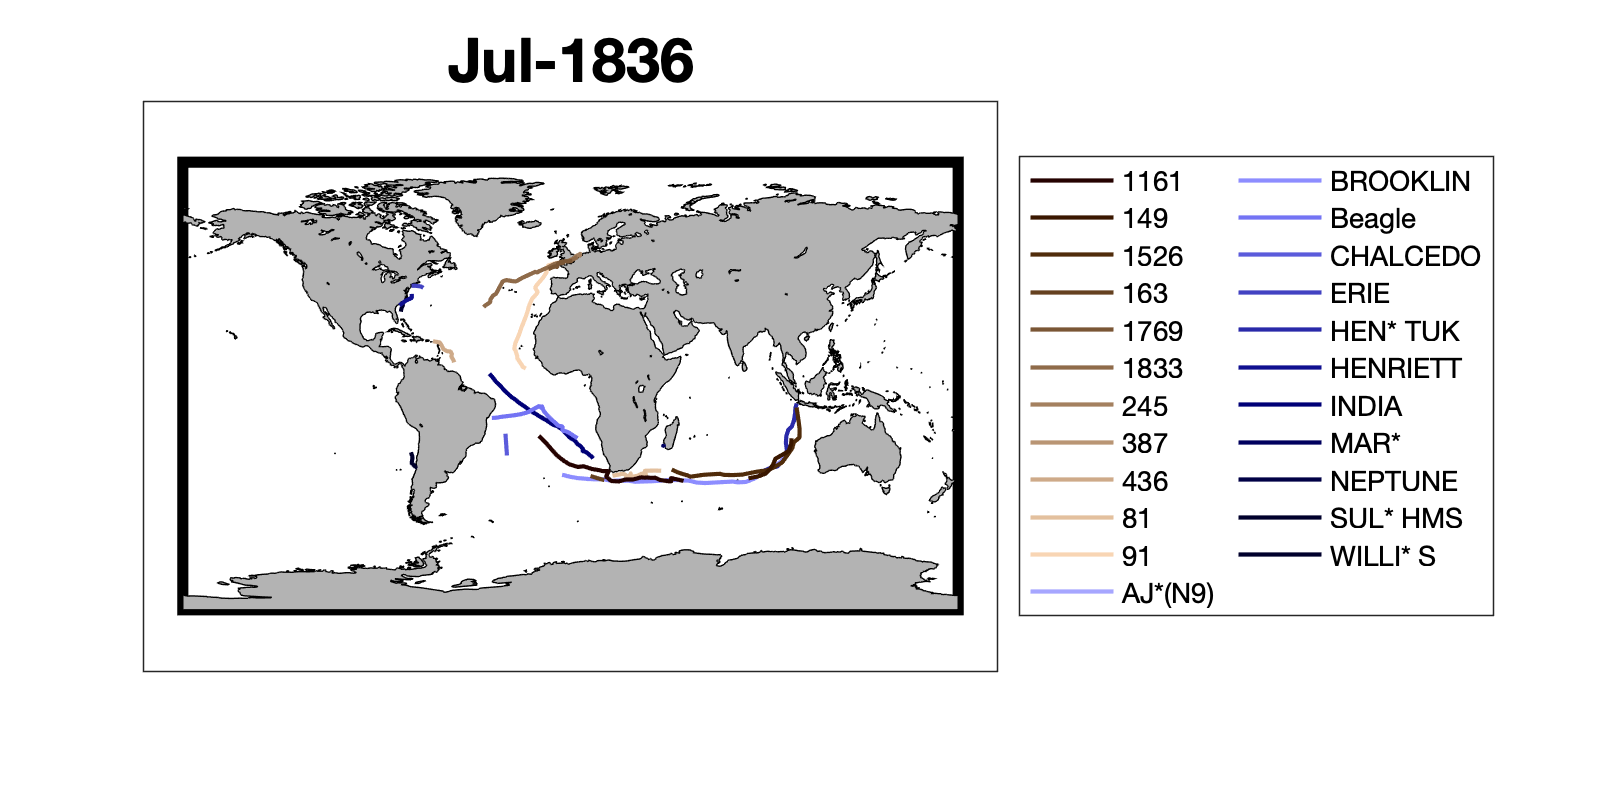 Jul-1836
1161
149
1526
163
1769
1833
245
387
436
81
91
AJ*(N9)
BROOKLIN
Beagle
CHALCEDO
ERIE
HEN* TUK
HENRIETT
INDIA
MAR*
NEPTUNE
SUL* HMS
WILLI* S